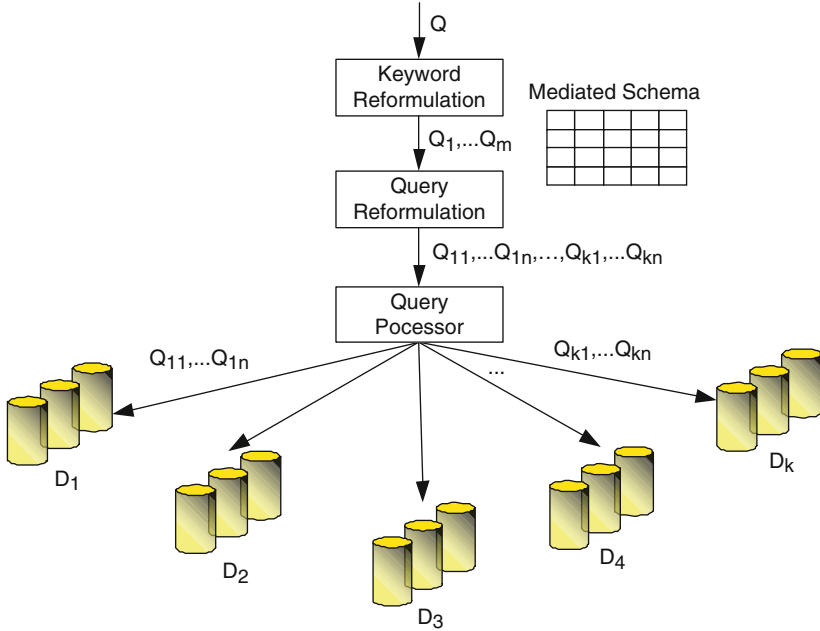 Q
Keyword
Reformulation
Mediated Schema
Q₁,...Qₘ
Query
Reformulation
Q₁₁,...Q₁ₙ,...,Qₖ₁,...Qₖₙ
Query
Pocessor
Q₁₁,...Q₁ₙ
Qₖ₁,...Qₖₙ
...
D₁
Dₖ
D₂
D₄
D₃